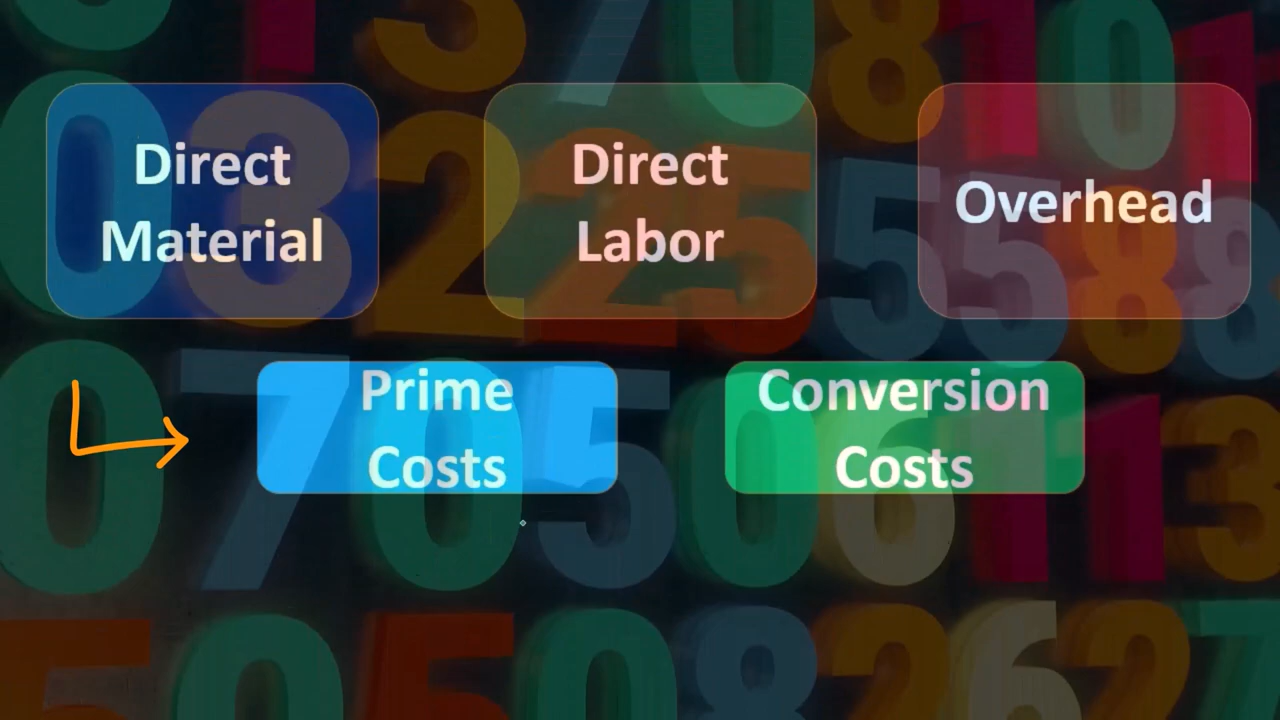 Direct
Material
Direct
Labor
Overhead
Prime
Costs
Conversion
Costs